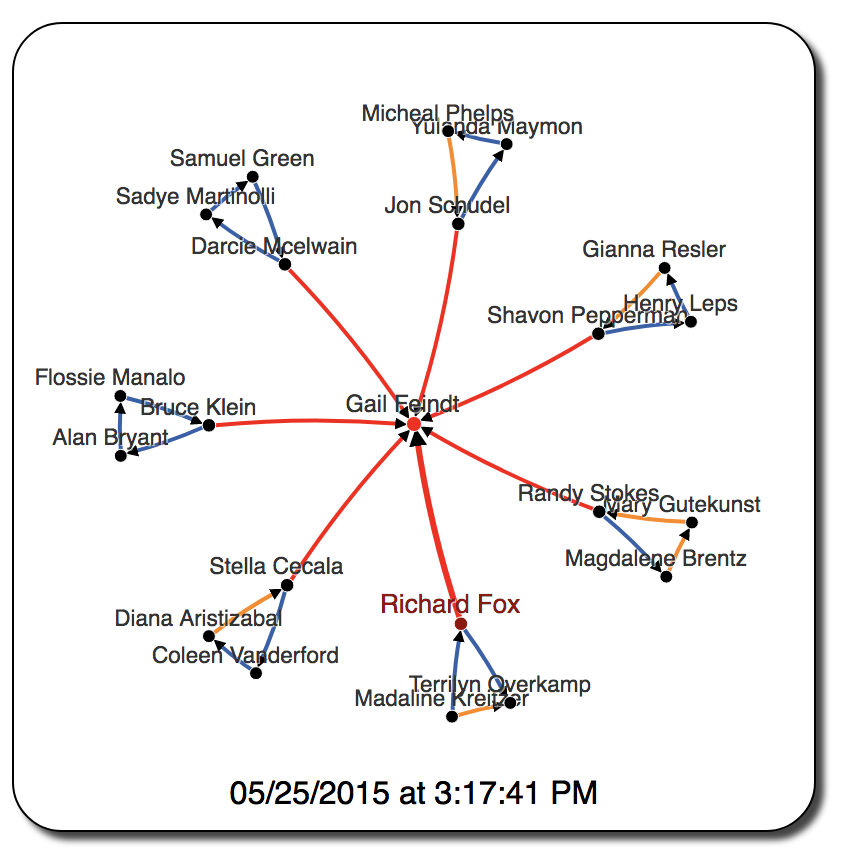 Micheal Phelps
Yulanda Maymon
Samuel Green
Sadye Martinolli
Jon Schudel
Darcie Mcelwain
Gianna Resler
Henry Leps
Shavon Pepperman
Flossie Manalo
Bruce Klein
Gail Feindt
Alan Bryant
Randy Stokes
Mary Gutekunst
Magdalene Brentz
Stella Cecala
Richard Fox
Diana Aristizabal
Coleen Vanderford
Terrilyn Overkamp
Madaline Kreitzer
05/25/2015 at 3:17:41 PM